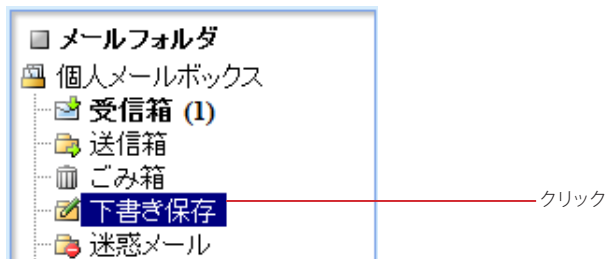 メールフォルダ
個人メールボックス
受信箱 (1)
送信箱
ごみ箱
下書き保存
クリック
迷惑メール